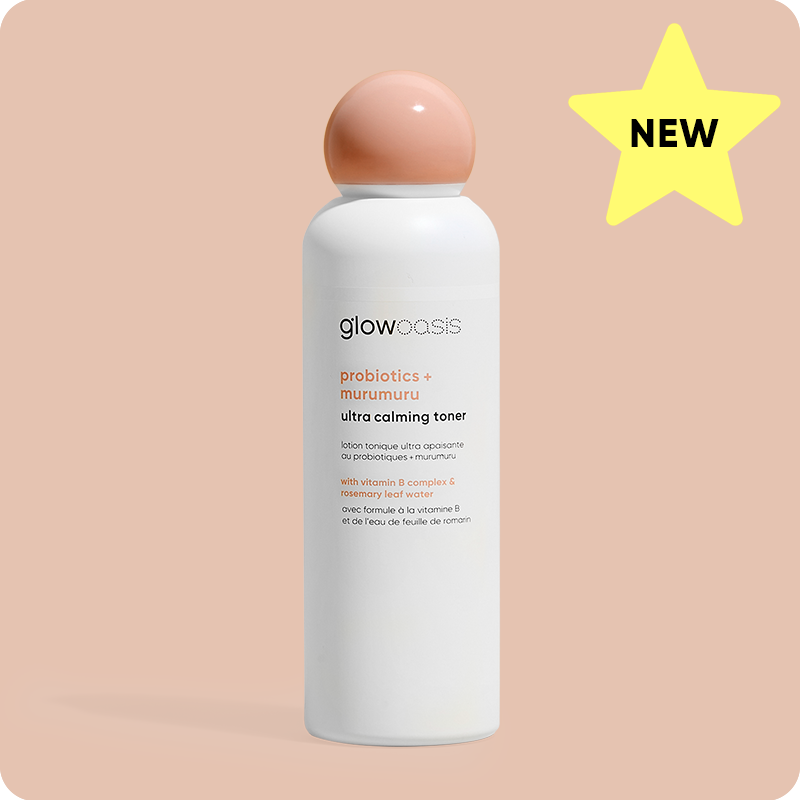 NEW
glowoasis
probiotics +
murumuru
ultra calming toner
lotion tonique ultra apaisante
au probiotiques + murumuru
with vitamin B complex &
rosemary leaf water
avec formule à la vitamine B
et de l'eau de feuille de romarin